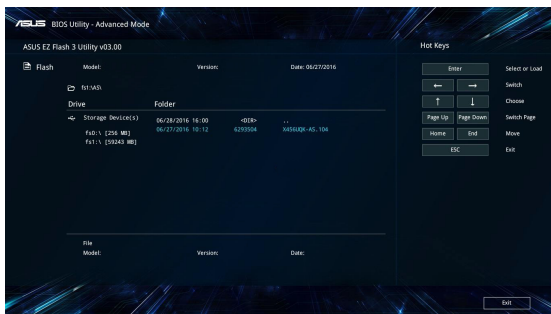 ASUS BIOS Utility - Advanced Mode
ASUS EZ Flash 3 Utility v03.00
Hot Keys
Flash Model: Version: Date: 06/27/2016
Enter Select or Load
fs1:\AS\
← → Switch
Drive Folder
↑ ↓ Choose
Storage Device(s) 06/28/2016 16:00 <DIR> ..
Page Up Page Down Switch Page
fs0:\ [256 MB] 06/27/2016 10:12 6293504 X456UQK-AS.104
Home End Move
fs1:\ [59243 MB]
ESC Exit
File
Model: Version: Date:
Exit